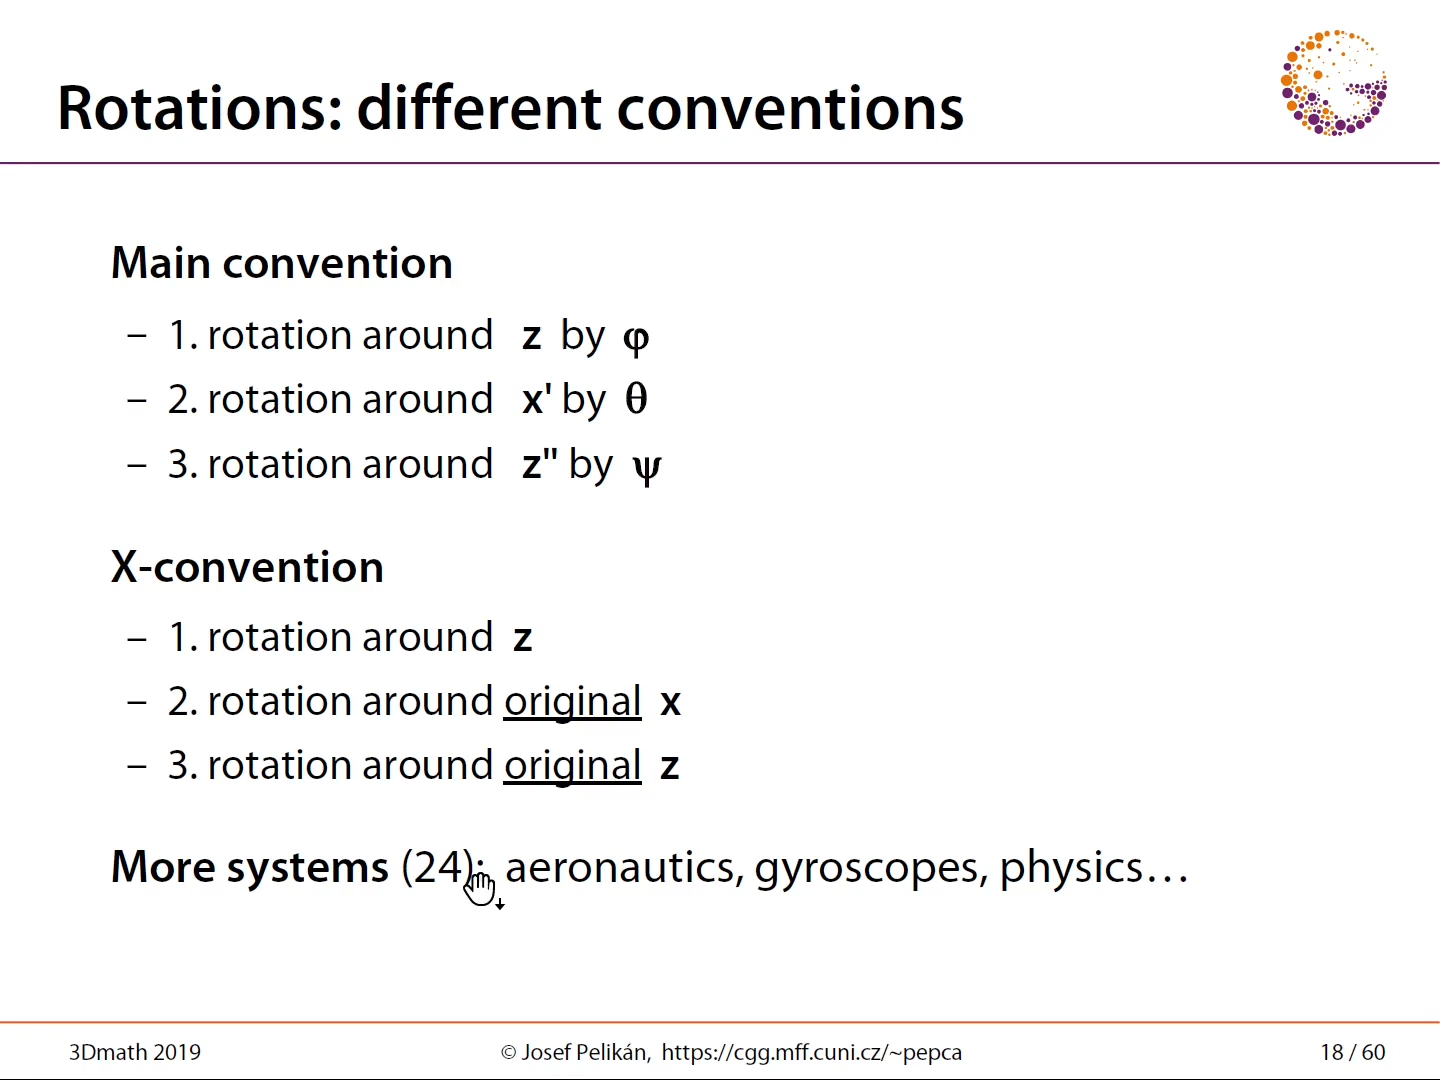 Rotations: different conventions
Main convention
– 1. rotation around z by φ
– 2. rotation around x' by θ
– 3. rotation around z" by ψ
X-convention
– 1. rotation around z
– 2. rotation around original x
– 3. rotation around original z
More systems (24): aeronautics, gyroscopes, physics…
3Dmath 2019
© Josef Pelikán, https://cgg.mff.cuni.cz/~pepca
18 / 60